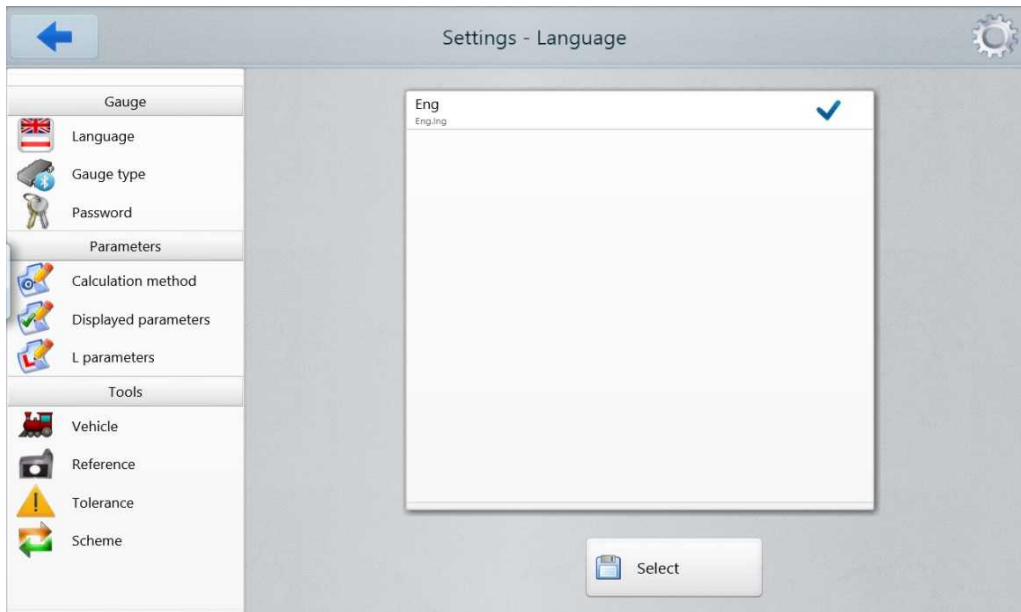 Settings - Language
Gauge
Language
Gauge type
Password
Parameters
Calculation method
Displayed parameters
L parameters
Tools
Vehicle
Reference
Tolerance
Scheme
Eng
Eng.lng
Select